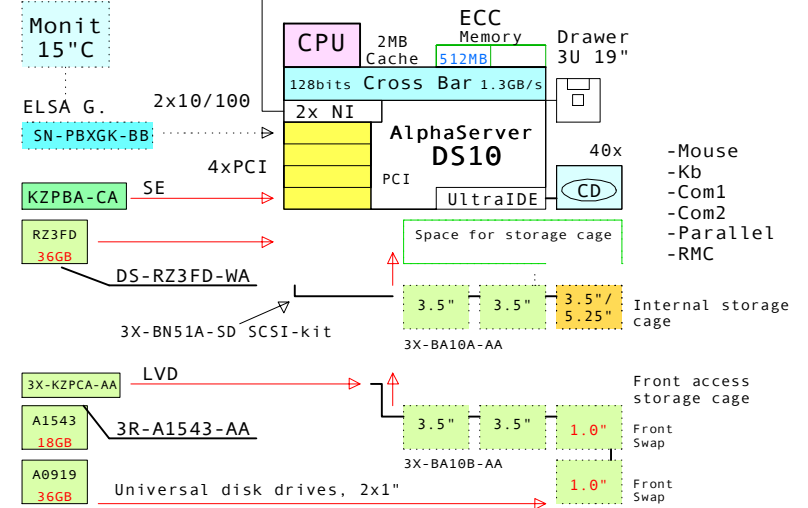 Monit
15"C
CPU
2MB
Cache
ECC
Memory
512MB
Drawer
3U 19"
128bits Cross Bar 1.3GB/s
ELSA G.
2x10/100
2x NI
SN-PBXGK-BB
AlphaServer
DS10
4xPCI
PCI
UltraIDE
40x
CD
-Mouse
-Kb
-Com1
-Com2
-Parallel
-RMC
KZPBA-CA
SE
RZ3FD
36GB
Space for storage cage
DS-RZ3FD-WA
3.5"
3.5"
3.5"/
5.25"
Internal storage
cage
3X-BN51A-SD SCSI-kit
3X-BA10A-AA
3X-KZPCA-AA
LVD
Front access
storage cage
A1543
18GB
3R-A1543-AA
3.5"
3.5"
1.0"
Front
Swap
3X-BA10B-AA
A0919
36GB
Universal disk drives, 2x1"
1.0"
Front
Swap